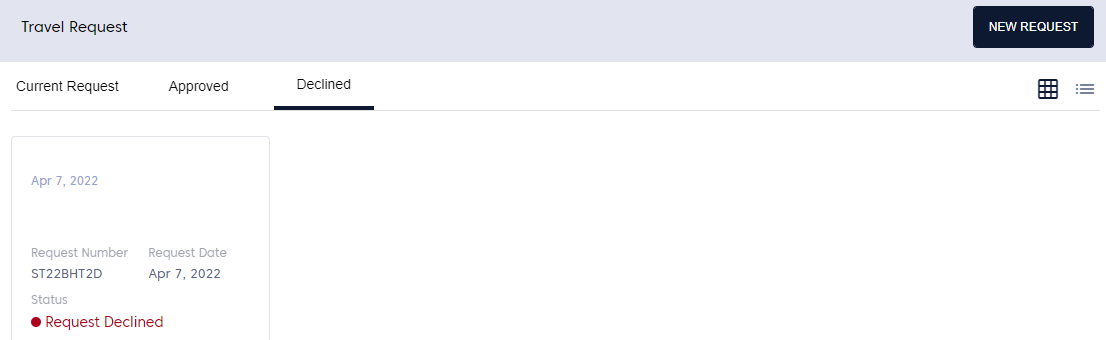 Travel Request
NEW REQUEST
Current Request Approved Declined
Apr 7, 2022
Request Number Request Date
ST22BHT2D Apr 7, 2022
Status
Request Declined